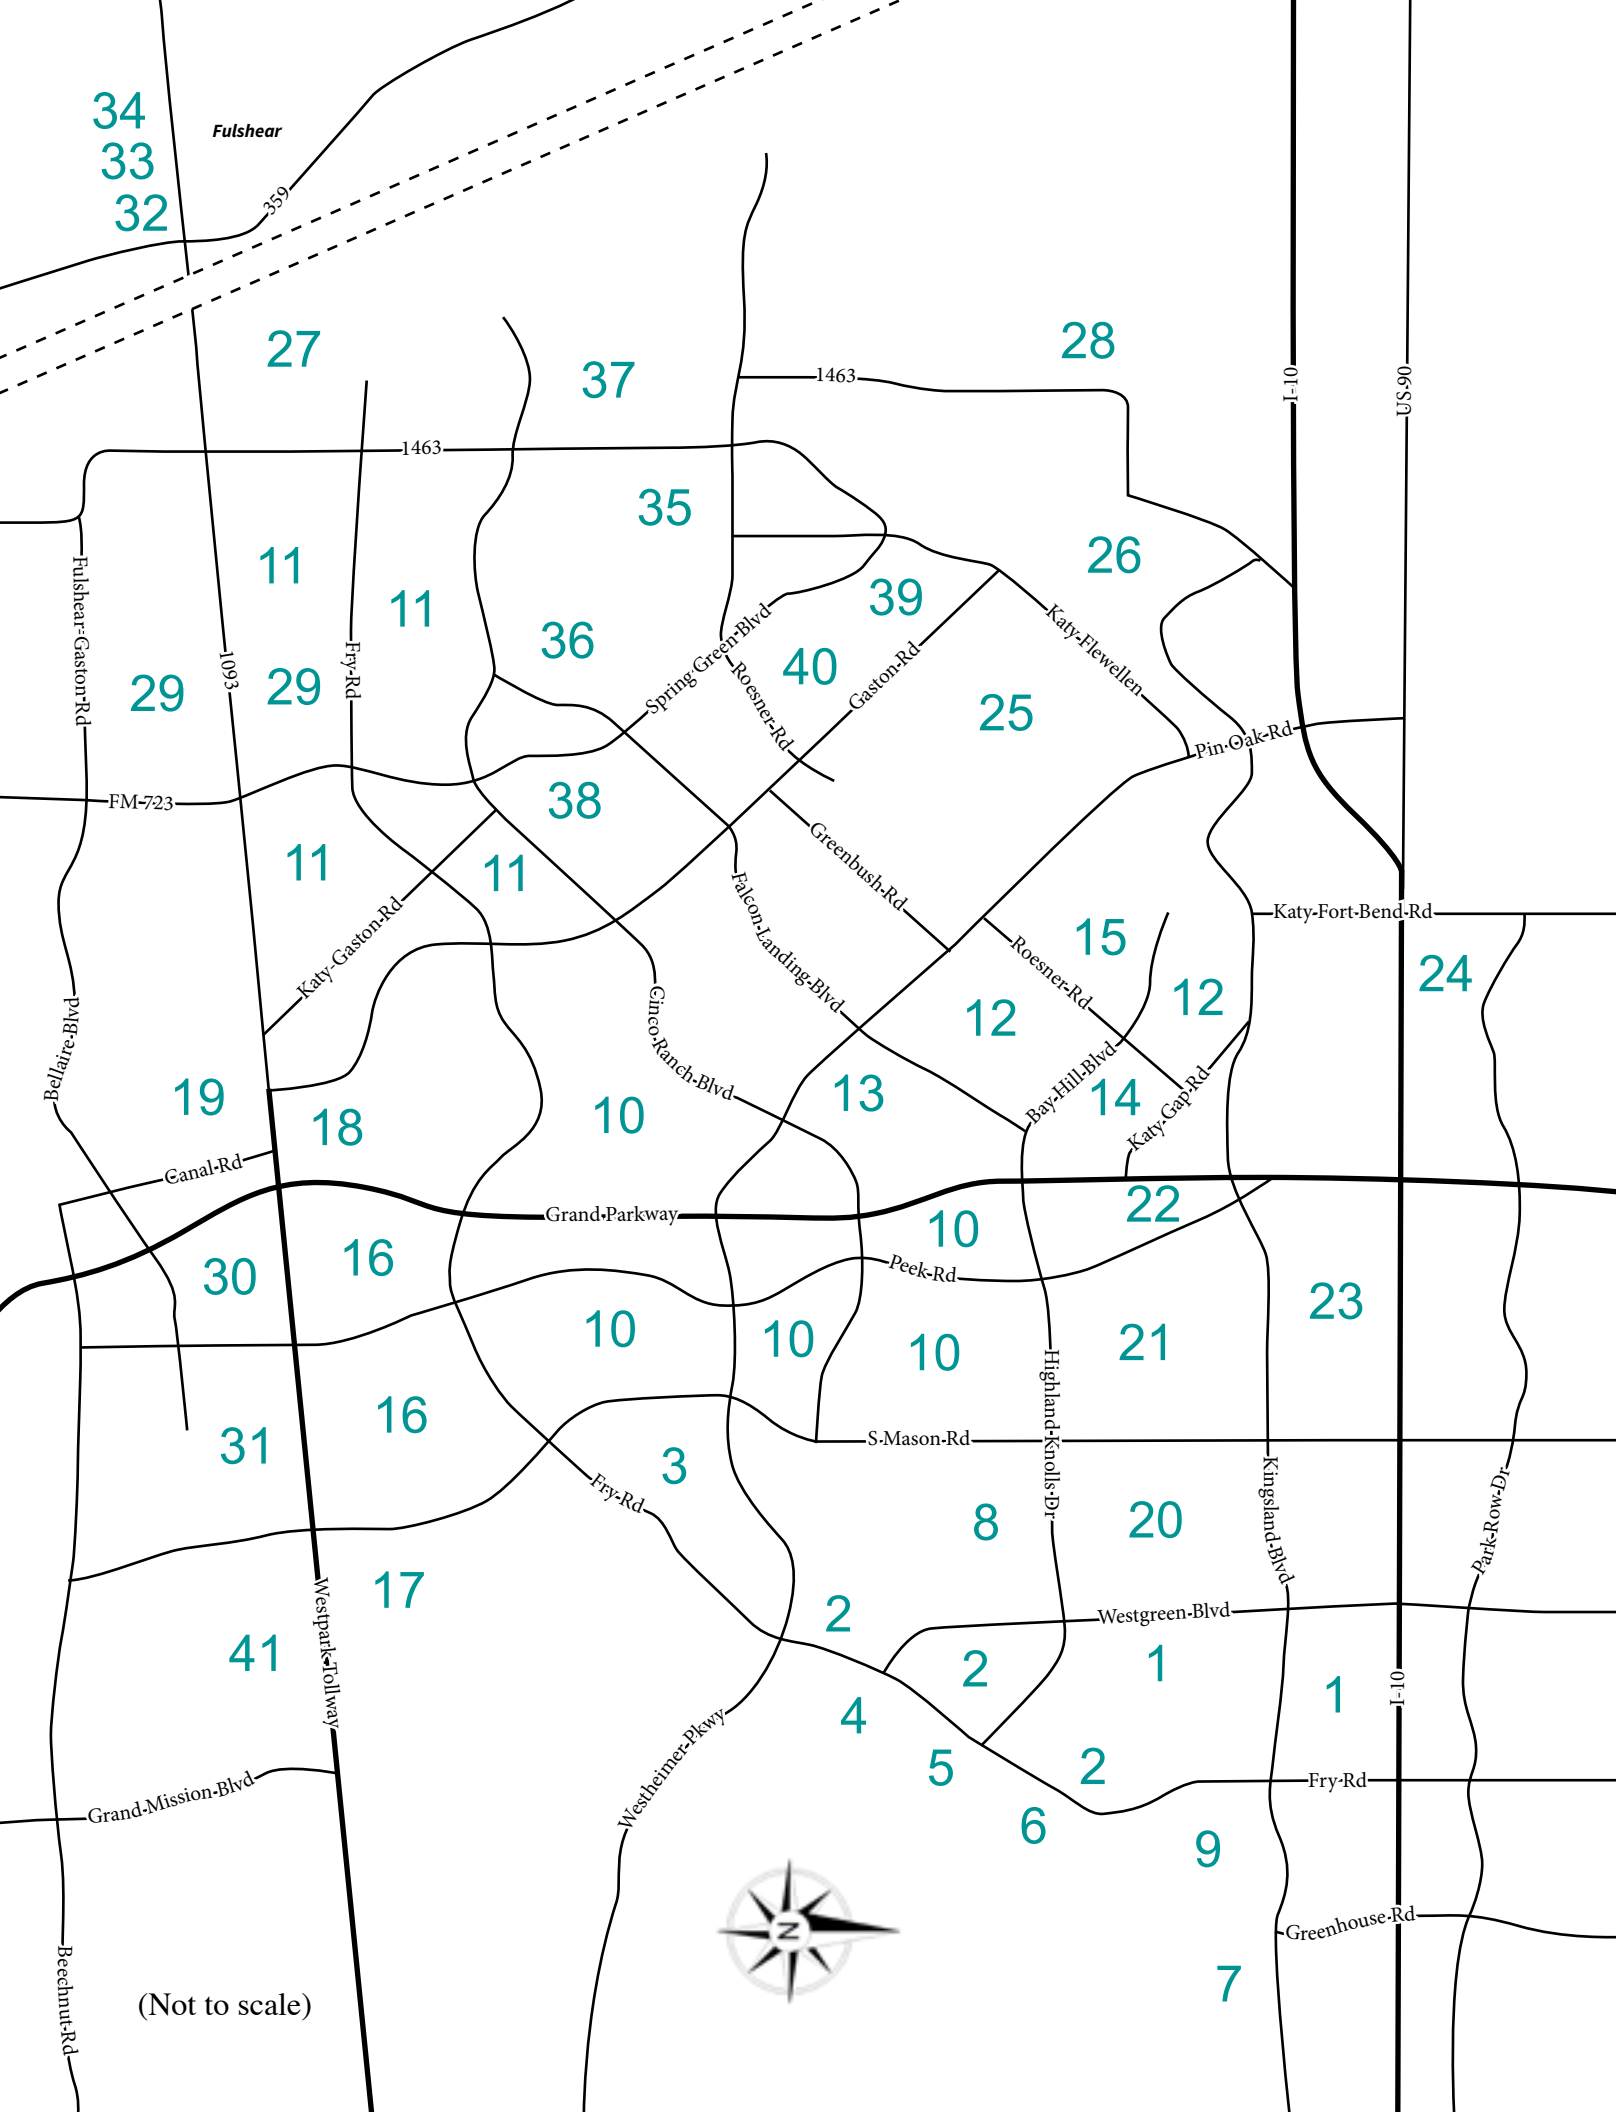 34
Fulshear
33
32
359
27
28
37
1463
I-10
US-90
1463
35
26
11
39
11
36
40
Katy-Flewellen
Fulshear-Gaston-Rd
1093
Fry-Rd
29
29
Spring-Green-Blvd
Roesner-Rd
Gaston-Rd
25
Pin-Oak-Rd
FM-723
38
11
11
Greenbush-Rd
Katy-Gaston-Rd
Falcon-Landing-Blvd
15
Roesner-Rd
Katy-Fort-Bend-Rd
24
12
12
Bellaire-Blvd
Cinco-Ranch-Blvd
19
18
10
13
Bay-Hill-Blvd
14
Katy-Gap-Rd
Canal-Rd
Grand-Parkway
22
10
30
16
Peek-Rd
23
10
10
10
21
Highland-Knolls-Dr
31
16
S-Mason-Rd
3
Fry-Rd
8
20
Kingsland-Blvd
Park-Row-Dr
17
2
Westgreen-Blvd
41
Westpark-Tollway
2
1
1
I-10
4
5
2
Fry-Rd
Grand-Mission-Blvd
Westheimer-Pkwy
6
9
N
Greenhouse-Rd
7
Beechnut-Rd
(Not to scale)